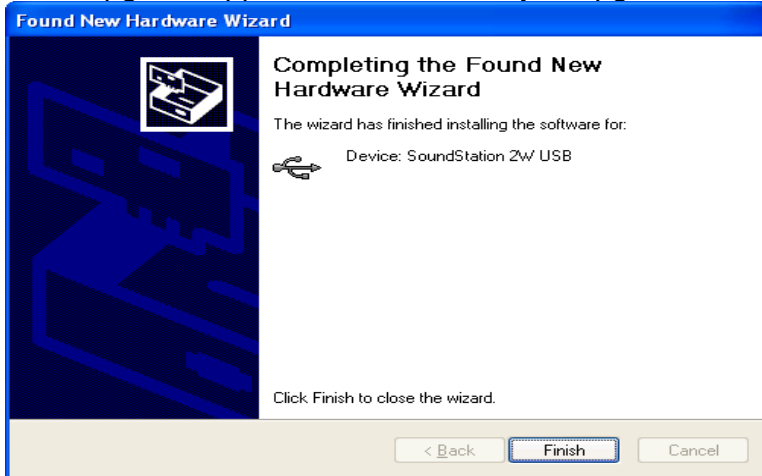 Found New Hardware Wizard
Completing the Found New
Hardware Wizard
The wizard has finished installing the software for:
Device: SoundStation 2W USB
Click Finish to close the wizard.
< Back
Finish
Cancel